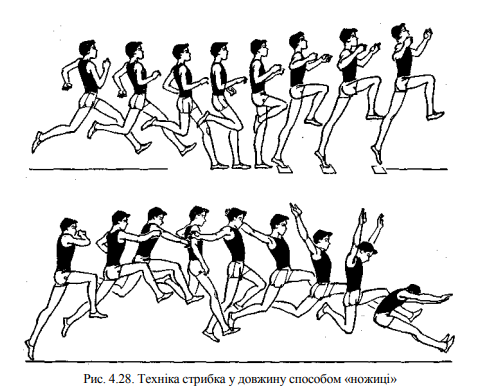 Рис. 4.28. Техніка стрибка у довжину способом «ножиці»